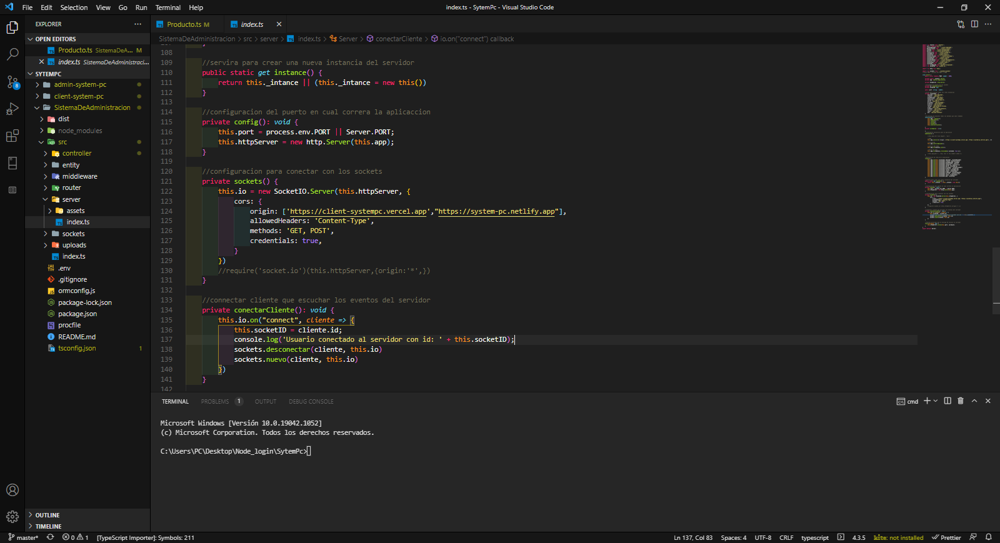 File Edit Selection View Go Run Terminal Help
index.ts - SytemPc - Visual Studio Code
EXPLORER
OPEN EDITORS
Producto.ts SistemaDeA... M
index.ts SistemaDeAdministraci...
SYTEMPC
admin-system-pc
client-system-pc
SistemaDeAdministracion
dist
node_modules
src
controller
entity
middleware
router
server
assets
index.ts
sockets
uploads
index.ts
.env
.gitignore
ormconfig.js
package-lock.json
package.json
procfile
README.md
tsconfig.json 1
OUTLINE
TIMELINE
8
Producto.ts M
index.ts
SistemaDeAdministracion > src > server > index.ts > Server > conectarCliente > io.on("connect") callback
108
109 //servira para crear una nueva instancia del servidor
110 public static get instance() {
111 return this._intance || (this._intance = new this())
112 }
113
114 //configuracion del puerto en cual correra la aplicaccion
115 private config(): void {
116 this.port = process.env.PORT || Server.PORT;
117 this.httpServer = new http.Server(this.app);
118 }
119
120 //configuracion para conectar con los sockets
121 private sockets() {
122 this.io = new SocketIO.Server(this.httpServer, {
123 cors: {
124 origin: ['https://client-systempc.vercel.app',"https://system-pc.netlify.app"],
125 allowedHeaders: 'Content-Type',
126 methods: 'GET, POST',
127 credentials: true,
128 }
129 })
130 //require('socket.io')(this.httpServer,{origin:'*',})
131 }
132
133 //connectar cliente que escuchar los eventos del servidor
134 private conectarCliente(): void {
135 this.io.on("connect", cliente => {
136 this.socketID = cliente.id;
137 console.log('Usuario conectado al servidor con id: ' + this.socketID);
138 sockets.desconectar(cliente, this.io)
139 sockets.nuevo(cliente, this.io)
140 })
141 }
142
TERMINAL PROBLEMS 1 OUTPUT DEBUG CONSOLE
cmd
Microsoft Windows [Versión 10.0.19042.1052]
(c) Microsoft Corporation. Todos los derechos reservados.
C:\Users\PC\Desktop\Node_login\SytemPc>
master* 0 1 [TypeScript Importer]: Symbols: 211
Ln 137, Col 83 Spaces: 4 UTF-8 CRLF typescript 4.3.5 kite: not installed Prettier